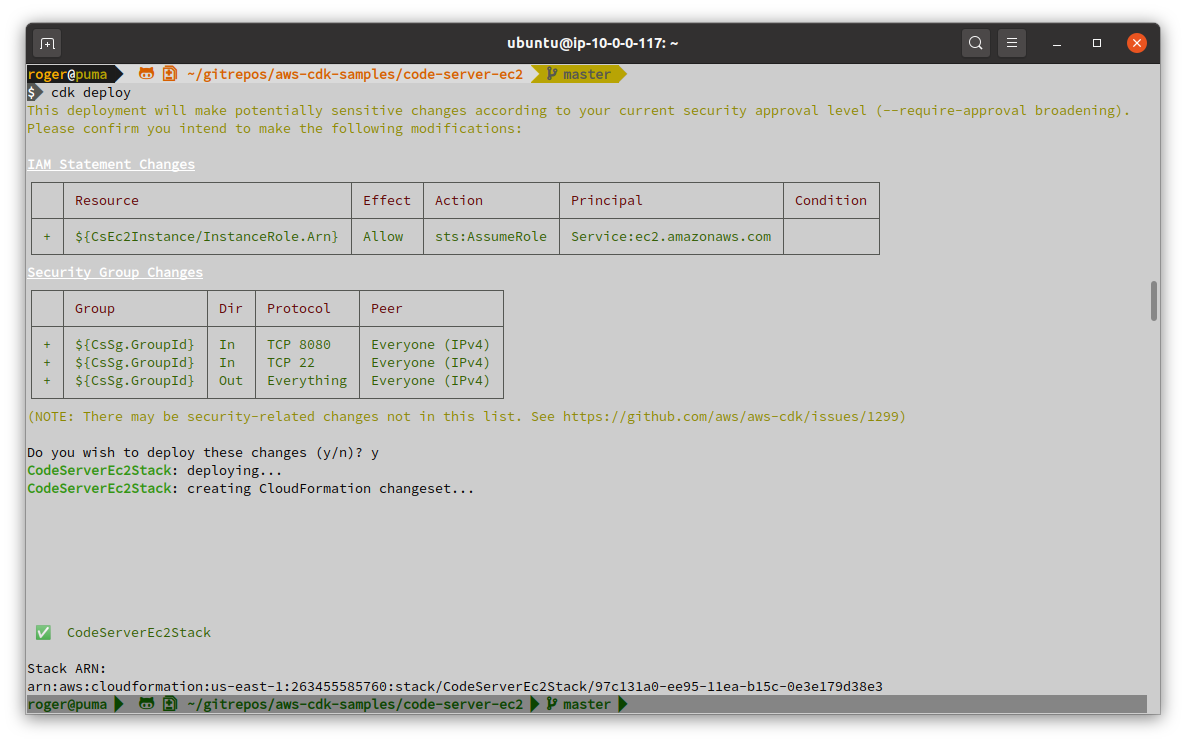 ubuntu@ip-10-0-0-117: ~
roger@puma ~/gitrepos/aws-cdk-samples/code-server-ec2 master
$ cdk deploy
This deployment will make potentially sensitive changes according to your current security approval level (--require-approval broadening).
Please confirm you intend to make the following modifications:
IAM Statement Changes
Resource Effect Action Principal Condition
+ ${CsEc2Instance/InstanceRole.Arn} Allow sts:AssumeRole Service:ec2.amazonaws.com
Security Group Changes
Group Dir Protocol Peer
+ ${CsSg.GroupId} In TCP 8080 Everyone (IPv4)
+ ${CsSg.GroupId} In TCP 22 Everyone (IPv4)
+ ${CsSg.GroupId} Out Everything Everyone (IPv4)
(NOTE: There may be security-related changes not in this list. See https://github.com/aws/aws-cdk/issues/1299)
Do you wish to deploy these changes (y/n)? y
CodeServerEc2Stack: deploying...
CodeServerEc2Stack: creating CloudFormation changeset...
✅ CodeServerEc2Stack
Stack ARN:
arn:aws:cloudformation:us-east-1:263455585760:stack/CodeServerEc2Stack/97c131a0-ee95-11ea-b15c-0e3e179d38e3
roger@puma ~/gitrepos/aws-cdk-samples/code-server-ec2 master